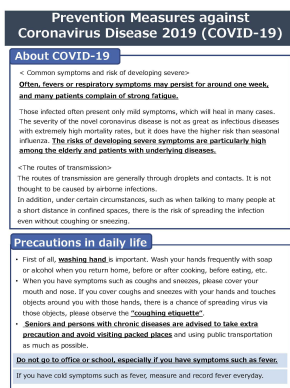 Prevention Measures against
Coronavirus Disease 2019 (COVID-19)
About COVID-19
< Common symptoms and risk of developing severe>
Often, fevers or respiratory symptoms may persist for around one week,
and many patients complain of strong fatigue.
Those infected often present only mild symptoms, which will heal in many cases.
The severity of the novel coronavirus disease is not as great as infectious diseases
with extremely high mortality rates, but it does have the higher risk than seasonal
influenza. The risks of developing severe symptoms are particularly high
among the elderly and patients with underlying diseases.
<The routes of transmission>
The routes of transmission are generally through droplets and contacts. It is not
thought to be caused by airborne infections.
In addition, under certain circumstances, such as when talking to many people at
a short distance in confined spaces, there is the risk of spreading the infection
even without coughing or sneezing.
Precautions in daily life
• First of all, washing hand is important. Wash your hands frequently with soap
or alcohol when you return home, before or after cooking, before eating, etc.
• When you have symptoms such as coughs and sneezes, please cover your
mouth and nose. If you cover coughs and sneezes with your hands and touches
objects around you with those hands, there is a chance of spreading virus via
those objects, please observe the "coughing etiquette".
• Seniors and persons with chronic diseases are advised to take extra
precaution and avoid visiting packed places and using public transportation
as much as possible.
Do not go to office or school, especially if you have symptoms such as fever.
If you have cold symptoms such as fever, measure and record fever everyday.